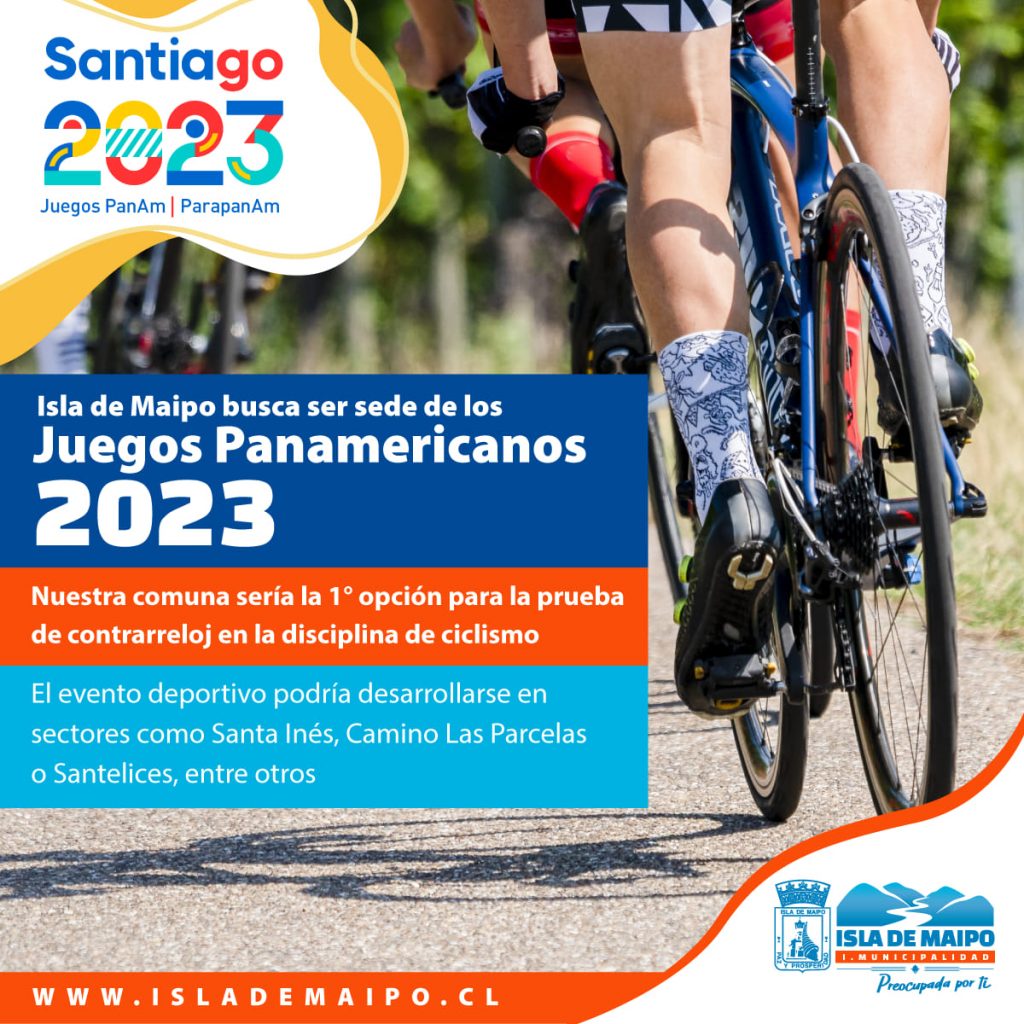 Santiago
2023
Juegos PanAm | ParapanAm
Isla de Maipo busca ser sede de los
Juegos Panamericanos
2023
Nuestra comuna sería la 1° opción para la prueba
de contrarreloj en la disciplina de ciclismo
El evento deportivo podría desarrollarse en
sectores como Santa Inés, Camino Las Parcelas
o Santelices, entre otros
ISLA DE MAIPO
PAZ Y PROSPERIDAD
ISLA DE MAIPO
I. MUNICIPALIDAD
Preocupada por ti
WWW.ISLADEMAIPO.CL